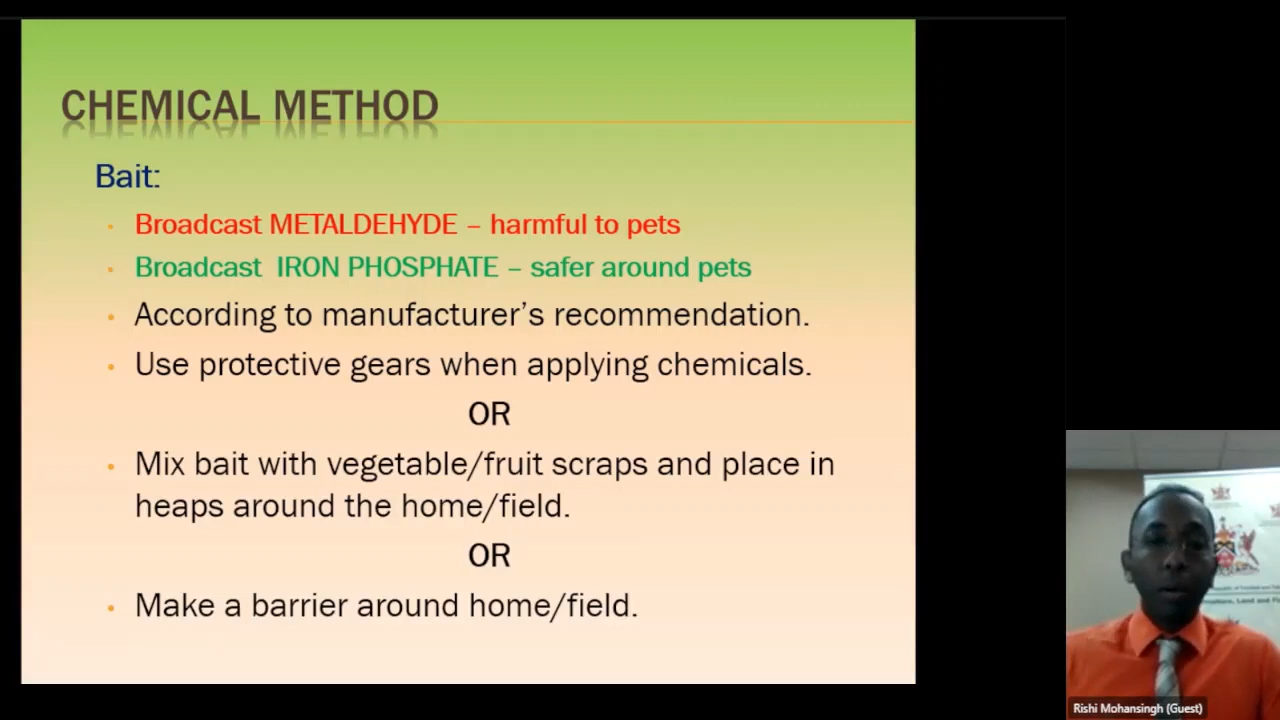 CHEMICAL METHOD
Bait:
Broadcast METALDEHYDE – harmful to pets
Broadcast IRON PHOSPHATE – safer around pets
According to manufacturer’s recommendation.
Use protective gears when applying chemicals.
OR
Mix bait with vegetable/fruit scraps and place in
heaps around the home/field.
OR
Make a barrier around home/field.
Land and
Rishi Mohansingh (Guest)